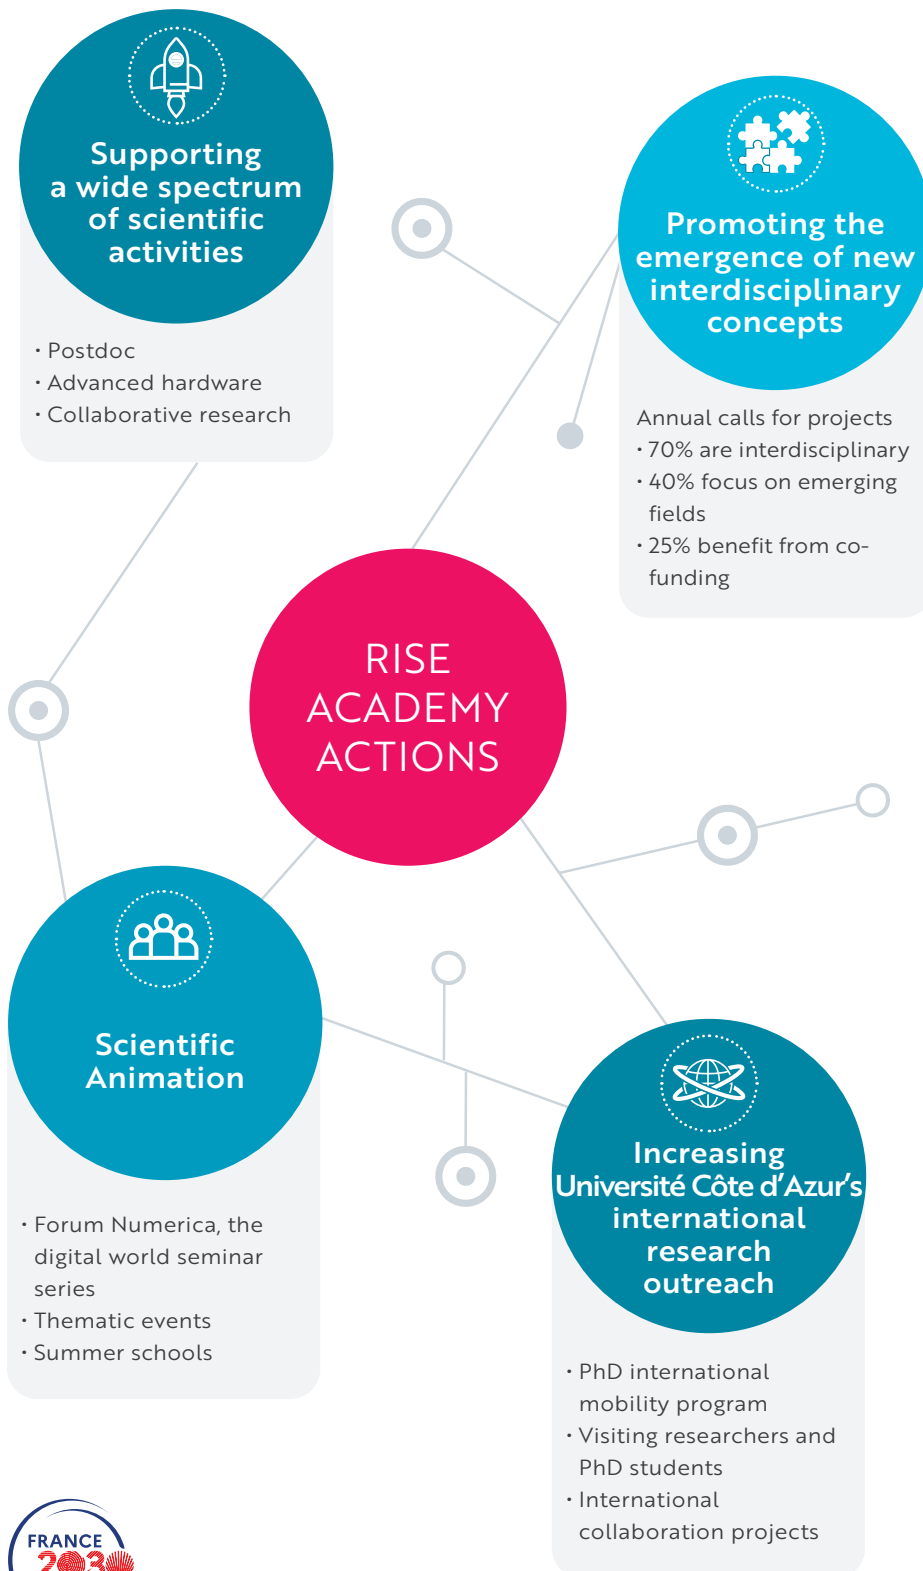 Supporting
a wide spectrum
of scientific
activities
• Postdoc
• Advanced hardware
• Collaborative research
Promoting the
emergence of new
interdisciplinary
concepts
Annual calls for projects
• 70% are interdisciplinary
• 40% focus on emerging
fields
• 25% benefit from co-
funding
RISE
ACADEMY
ACTIONS
Scientific
Animation
• Forum Numerica, the
digital world seminar
series
• Thematic events
• Summer schools
Increasing
Université Côte d’Azur’s
international
research
outreach
• PhD international
mobility program
• Visiting researchers and
PhD students
• International
collaboration projects
FRANCE
2030